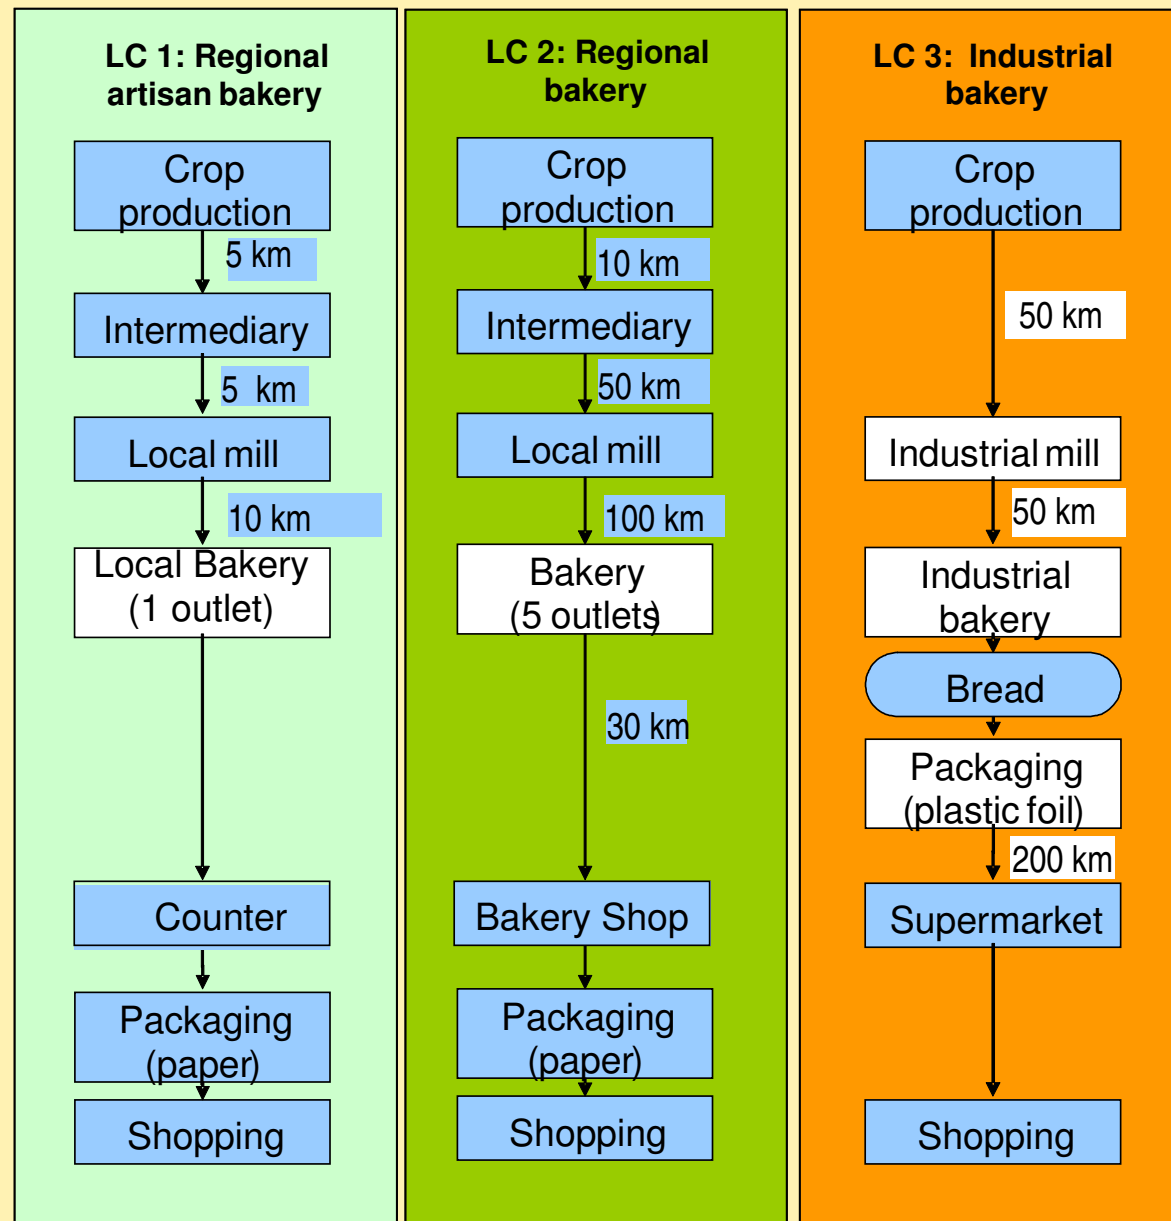 LC 1: Regional
artisan bakery
Crop
production
5 km
Intermediary
5 km
Local mill
10 km
Local Bakery
(1 outlet)
Counter
Packaging
(paper)
Shopping
LC 2: Regional
bakery
Crop
production
10 km
Intermediary
50 km
Local mill
100 km
Bakery
(5 outlets)
30 km
Bakery Shop
Packaging
(paper)
Shopping
LC 3: Industrial
bakery
Crop
production
50 km
Industrial mill
50 km
Industrial
bakery
Bread
Packaging
(plastic foil)
200 km
Supermarket
Shopping